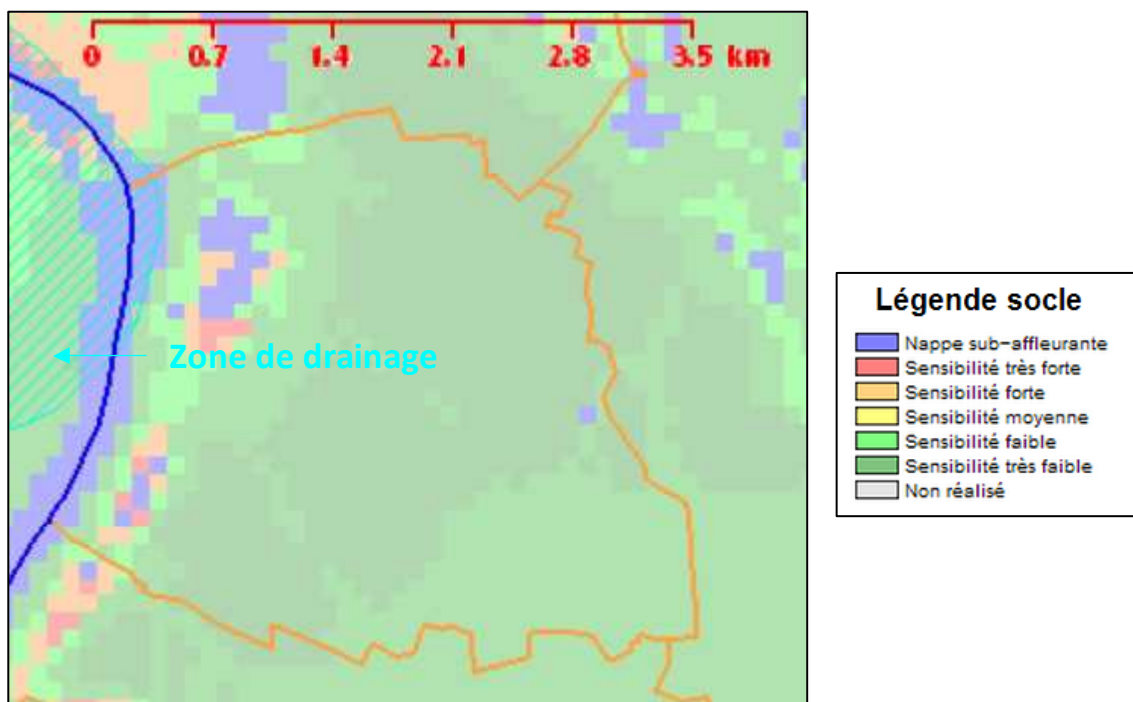 0 0.7 1.4 2.1 2.8 3.5 km
Zone de drainage
Légende socle
Nappe sub-affleurante
Sensibilité très forte
Sensibilité forte
Sensibilité moyenne
Sensibilité faible
Sensibilité très faible
Non réalisé